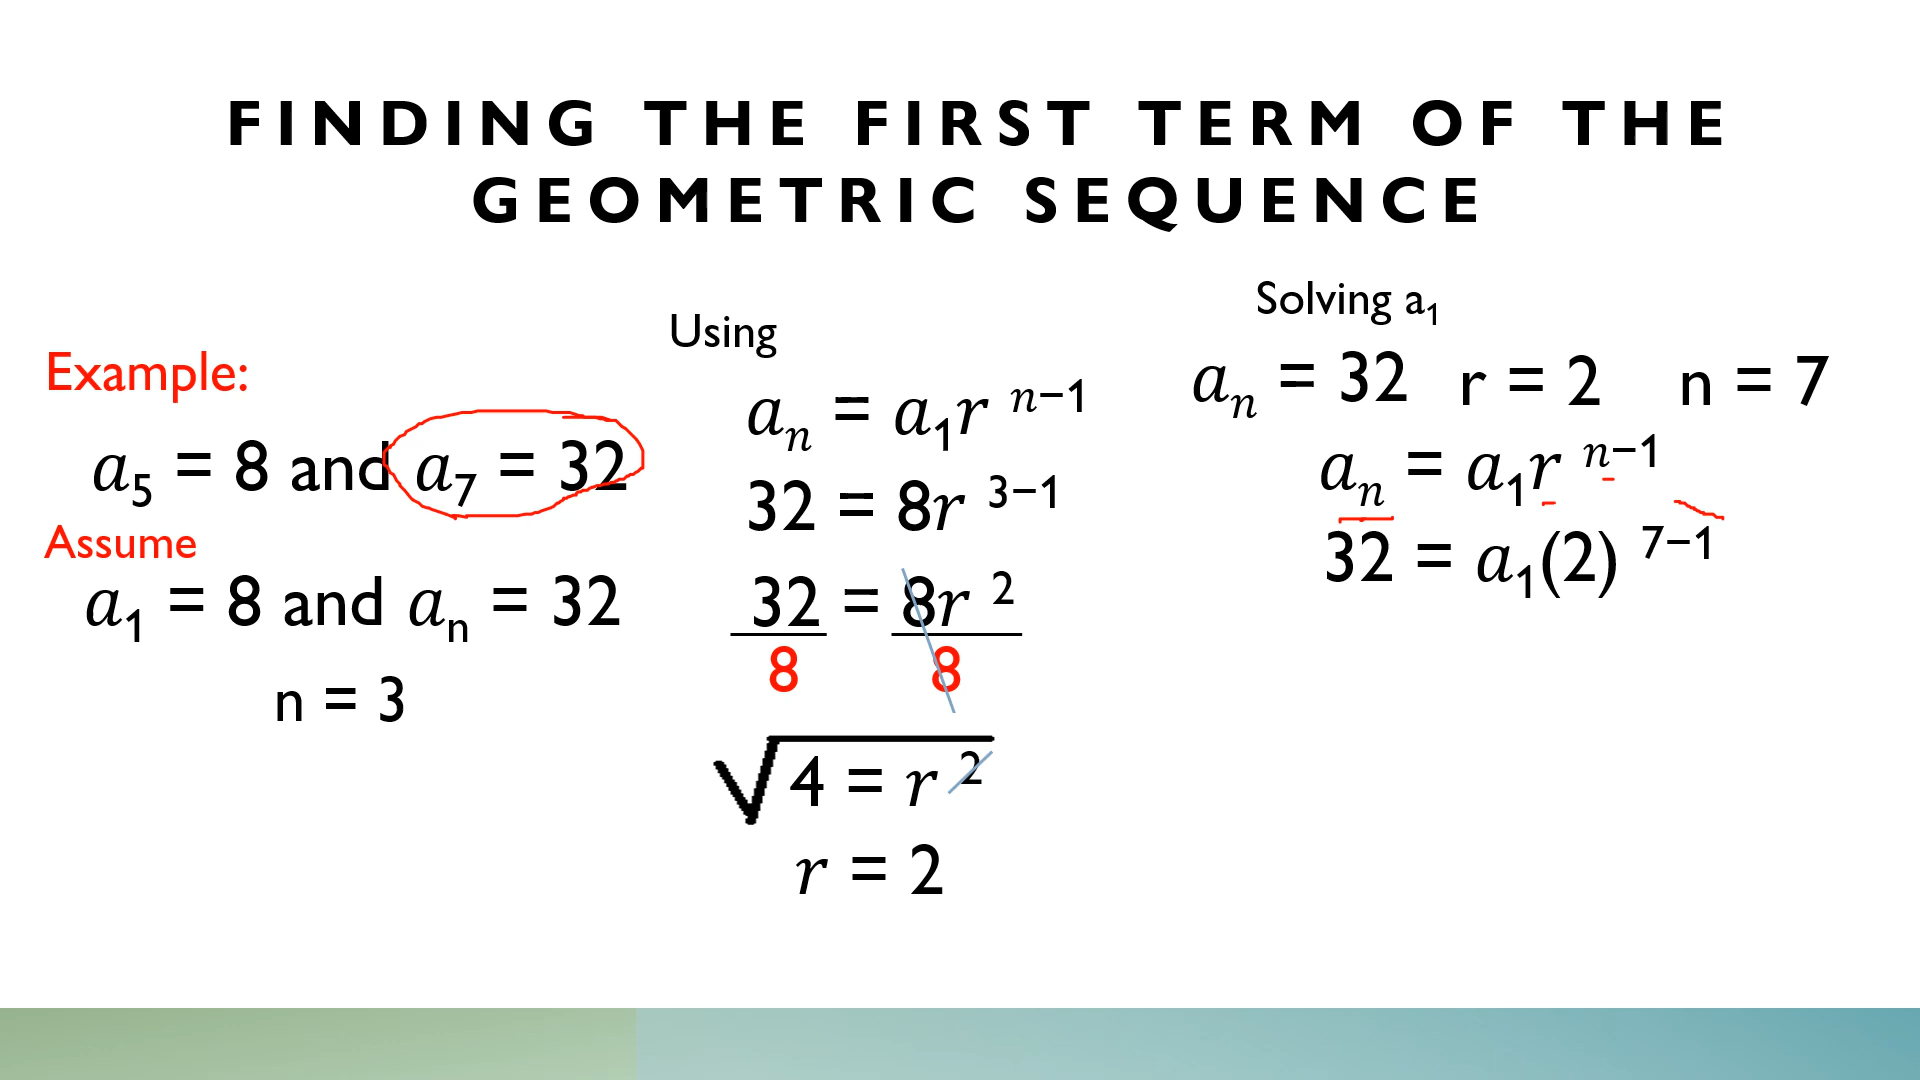 FINDING THE FIRST TERM OF THE
GEOMETRIC SEQUENCE
Example:
a₅ = 8 and a₇ = 32
Assume
a₁ = 8 and aₙ = 32
n = 3
Using
aₙ = a₁r ⁿ⁻¹
32 = 8r ³⁻¹
32 = 8r ²
8 8
√4 = r ²
r = 2
Solving a₁
aₙ = 32 r = 2 n = 7
aₙ = a₁r ⁿ⁻¹
32 = a₁(2) ⁷⁻¹